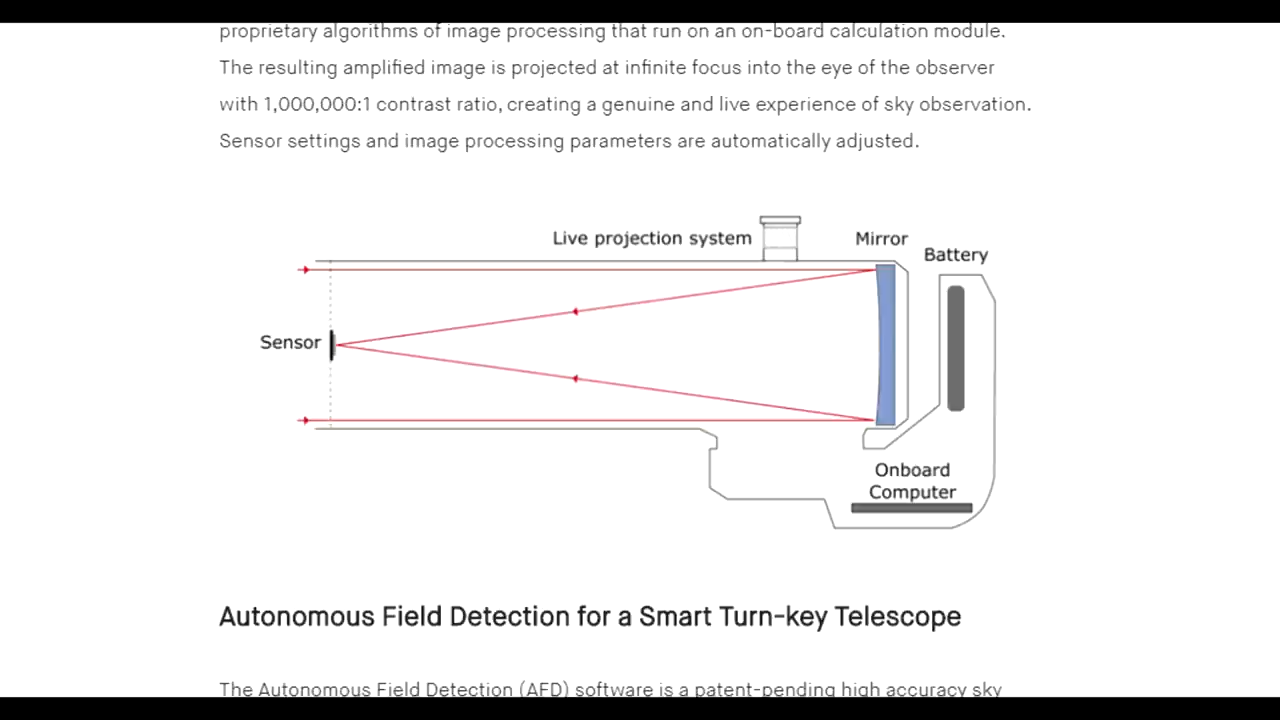 proprietary algorithms of image processing that run on an on-board calculation module.
The resulting amplified image is projected at infinite focus into the eye of the observer
with 1,000,000:1 contrast ratio, creating a genuine and live experience of sky observation.
Sensor settings and image processing parameters are automatically adjusted.
Live projection system
Mirror
Battery
Sensor
Onboard
Computer
Autonomous Field Detection for a Smart Turn-key Telescope
The Autonomous Field Detection (AFD) software is a patent-pending high accuracy sky